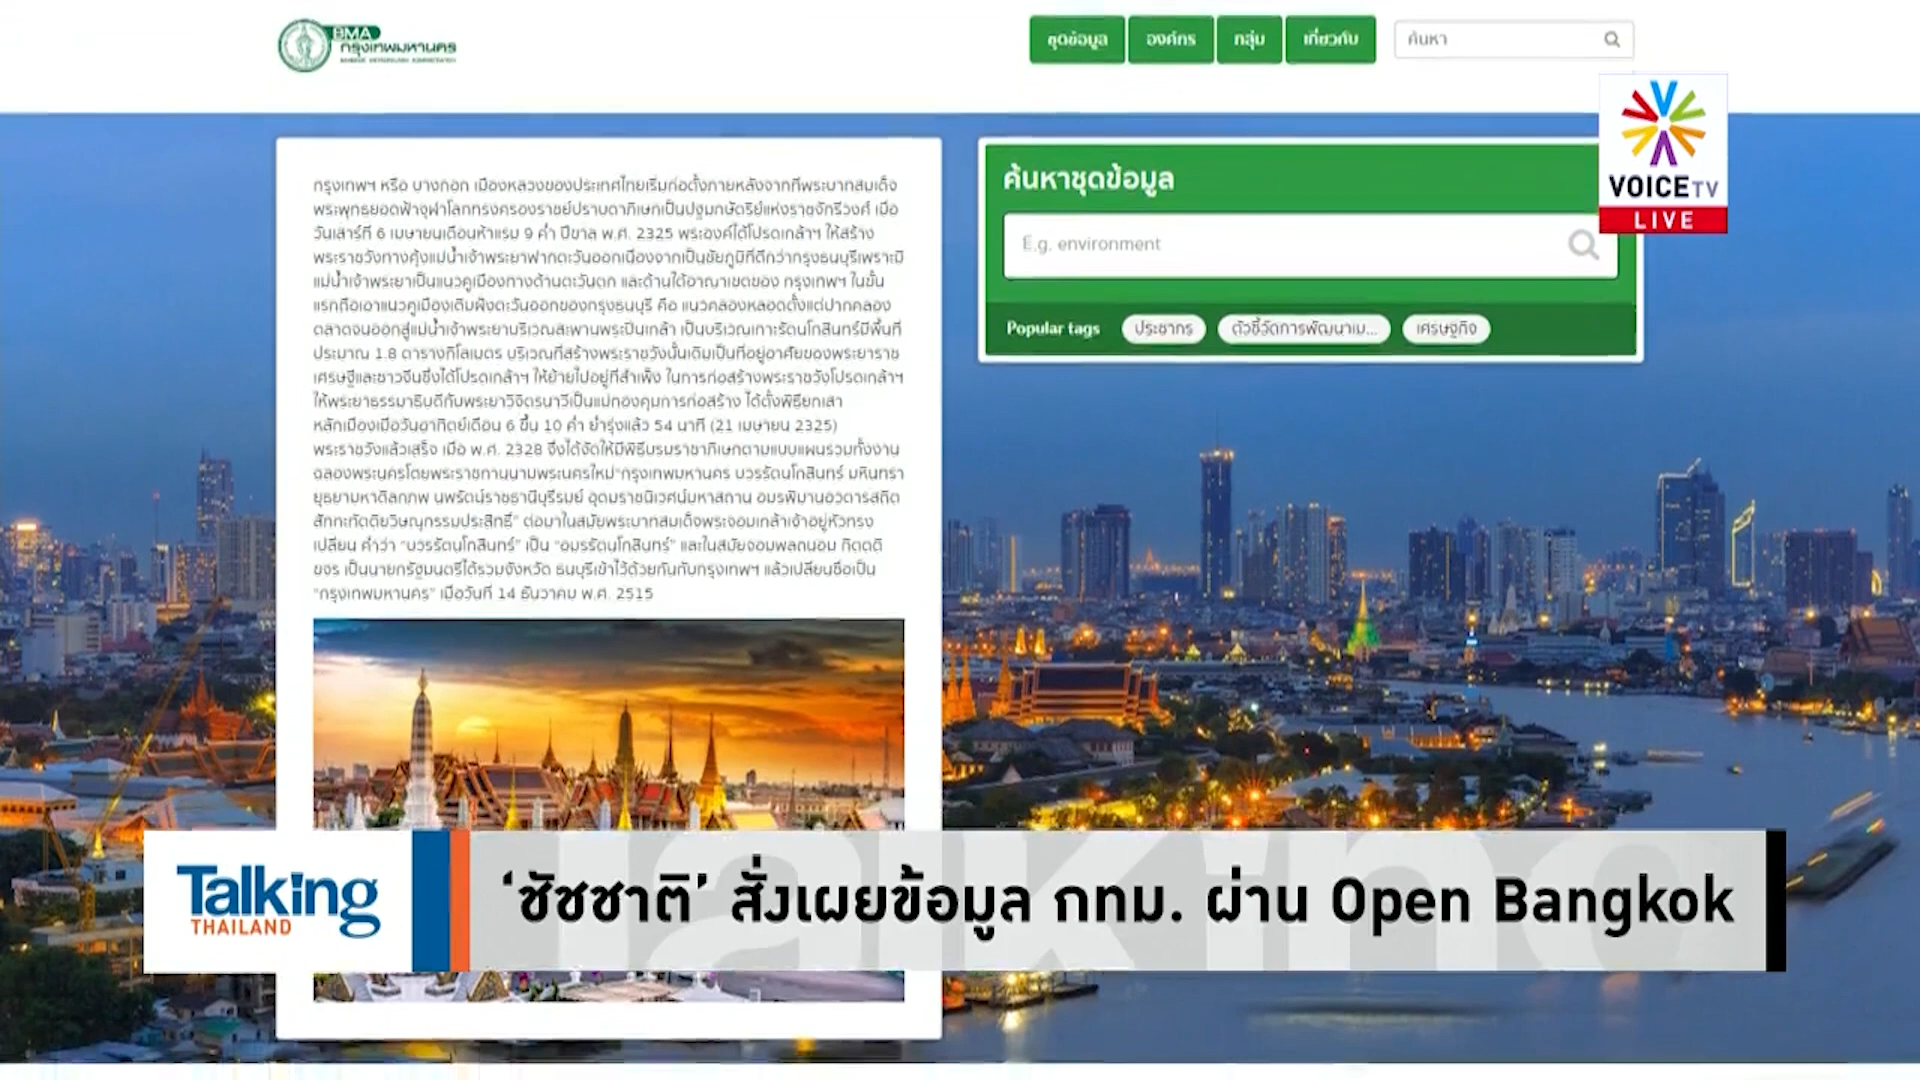 BMA
กรุงเทพมหานคร
BANGKOK METROPOLITAN ADMINISTRATION
ชุดข้อมูล
องค์กร
กลุ่ม
เกี่ยวกับ
ค้นหา
VOICE TV
LIVE
กรุงเทพฯ หรือ บางกอก เมืองหลวงของประเทศไทยเริ่มก่อตั้งภายหลังจากที่พระบาทสมเด็จ
พระพุทธยอดฟ้าจุฬาโลกทรงครองราชย์ปราบดาภิเษกเป็นปฐมกษัตริย์แห่งราชจักรีวงศ์ เมื่อ
วันเสาร์ที่ 6 เมษายนเดือนห้าแรม 9 ค่ำ ปีขาล พ.ศ. 2325 พระองค์ได้โปรดเกล้าฯ ให้สร้าง
พระราชวังทางคุ้งแม่น้ำเจ้าพระยาฟากตะวันออกเนื่องจากเป็นชัยภูมิที่ดีกว่ากรุงธนบุรีเพราะมี
แม่น้ำเจ้าพระยาเป็นแนวคูเมืองทางด้านตะวันตก และด้านใต้อาณาเขตของ กรุงเทพฯ ในขั้น
แรกถือเอาแนวคูเมืองเดิมฝั่งตะวันออกของกรุงธนบุรี คือ แนวคลองหลอดตั้งแต่ปากคลอง
ตลาดจนออกสู่แม่น้ำเจ้าพระยาบริเวณสะพานพระปิ่นเกล้า เป็นบริเวณเกาะรัตนโกสินทร์มีพื้นที่
ประมาณ 1.8 ตารางกิโลเมตร บริเวณที่สร้างพระราชวังนั้นเดิมเป็นที่อยู่อาศัยของพระยาราช
เศรษฐีและชาวจีนซึ่งได้โปรดเกล้าฯ ให้ย้ายไปอยู่ที่สำเพ็ง ในการก่อสร้างพระราชวังโปรดเกล้าฯ
ให้พระยาธรรมาธิบดีกับพระยาวิจิตรนาวีเป็นแม่กองคุมการก่อสร้าง ได้ตั้งพิธียกเสา
หลักเมืองเมื่อวันอาทิตย์เดือน 6 ขึ้น 10 ค่ำ ย่ำรุ่งแล้ว 54 นาที (21 เมษายน 2325)
พระราชวังแล้วเสร็จ เมื่อ พ.ศ. 2328 จึงได้จัดให้มีพิธีบรมราชาภิเษกตามแบบแผนรวมทั้งงาน
ฉลองพระนครโดยพระราชทานนามพระนครใหม่"กรุงเทพมหานคร บวรรัตนโกสินทร์ มหินทรา
ยุธยามหาดิลกภพ นพรัตน์ราชธานีบุรีรมย์ อุดมราชนิเวศน์มหาสถาน อมรพิมานอวตารสถิต
สักกะทัตติยวิษณุกรรมประสิทธิ์" ต่อมาในสมัยพระบาทสมเด็จพระจอมเกล้าเจ้าอยู่หัวทรง
เปลี่ยน คำว่า "บวรรัตนโกสินทร์" เป็น "อมรรัตนโกสินทร์" และในสมัยจอมพลถนอม กิตติ
ขจร เป็นนายกรัฐมนตรีได้รวมจังหวัด ธนบุรีเข้าไว้ด้วยกันกับกรุงเทพฯ แล้วเปลี่ยนชื่อเป็น
"กรุงเทพมหานคร" เมื่อวันที่ 14 ธันวาคม พ.ศ. 2515
ค้นหาชุดข้อมูล
E.g. environment
Popular tags
ประชากร
ตัวชี้วัดการพัฒนาเม...
เศรษฐกิจ
Talking
THAILAND
'ชัชชาติ' สั่งเผยข้อมูล กทม. ผ่าน Open Bangkok